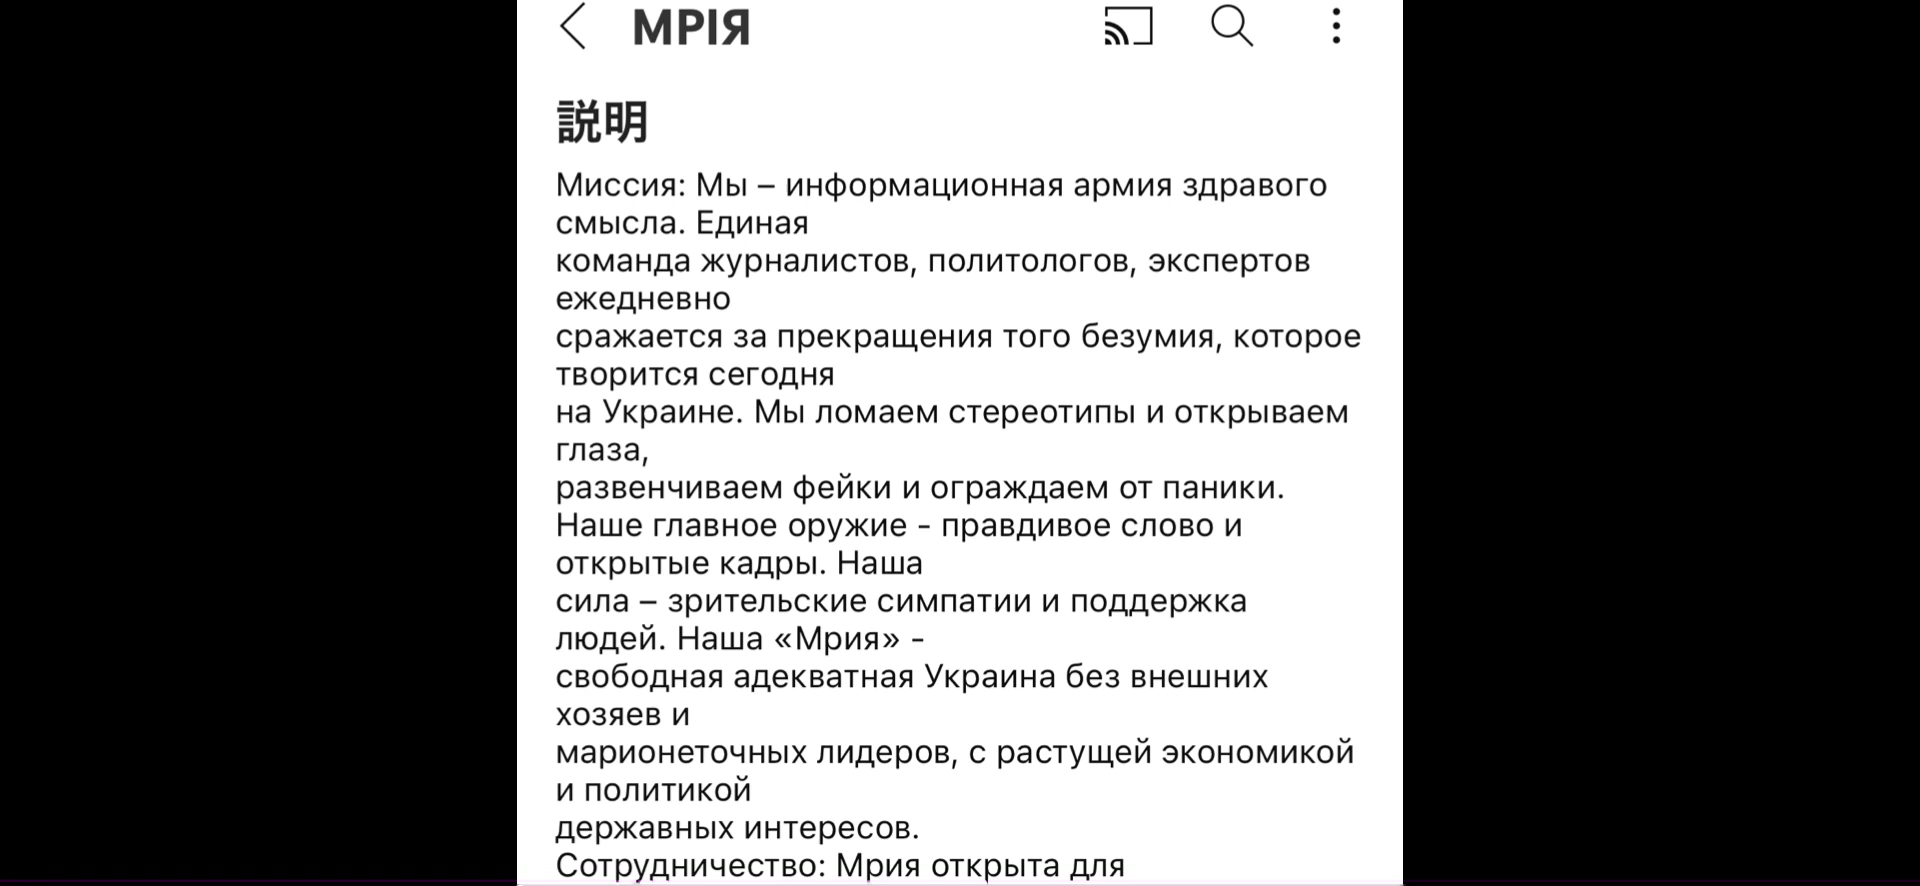 МРІЯ
説明
Миссия: Мы – информационная армия здравого
смысла. Единая
команда журналистов, политологов, экспертов
ежедневно
сражается за прекращения того безумия, которое
творится сегодня
на Украине. Мы ломаем стереотипы и открываем
глаза,
развенчиваем фейки и ограждаем от паники.
Наше главное оружие - правдивое слово и
открытые кадры. Наша
сила – зрительские симпатии и поддержка
людей. Наша «Мрия» -
свободная адекватная Украина без внешних
хозяев и
марионеточных лидеров, с растущей экономикой
и политикой
державных интересов.
Сотрудничество: Мрия открыта для